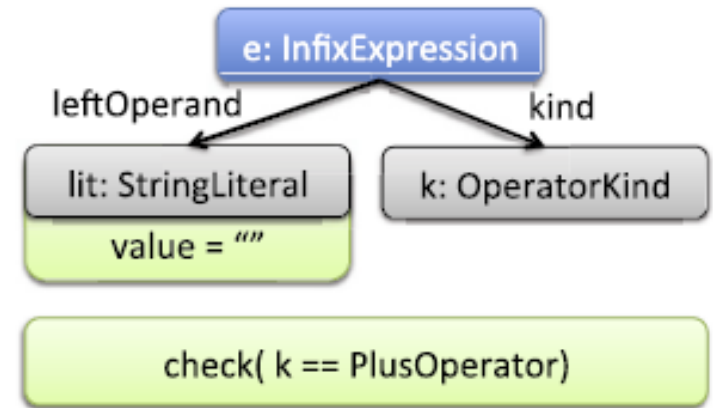 e: InfixExpression
leftOperand
kind
lit: StringLiteral
k: OperatorKind
value = “”
check( k == PlusOperator)